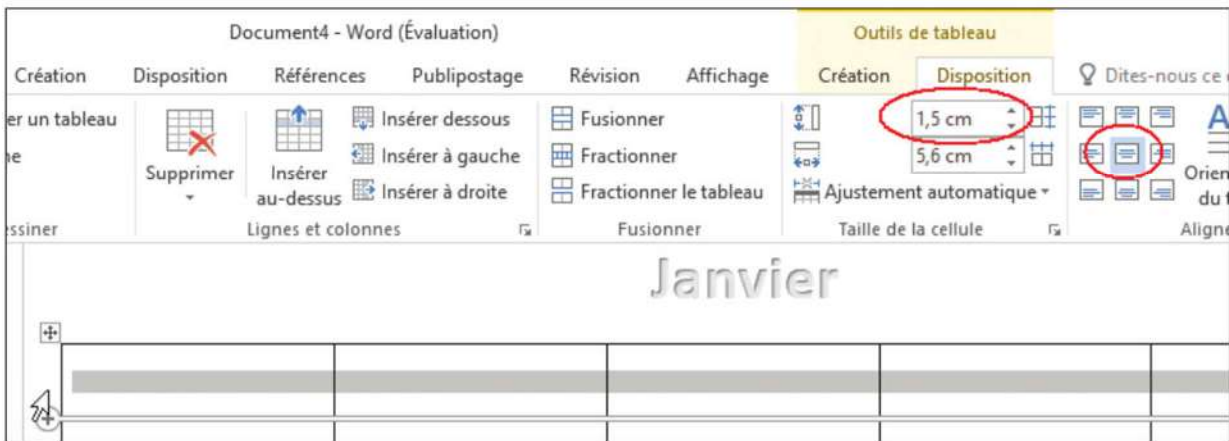 Document4 - Word (Évaluation) Outils de tableau
Création Disposition Références Publipostage Révision Affichage Création Disposition Dites-nous ce
er un tableau Supprimer Insérer au-dessus Insérer dessous Fusionner 1,5 cm
Insérer à gauche Fractionner 5,6 cm
Insérer à droite Fractionner le tableau Ajustement automatique
Lignes et colonnes Fusionner Taille de la cellule
Janvier